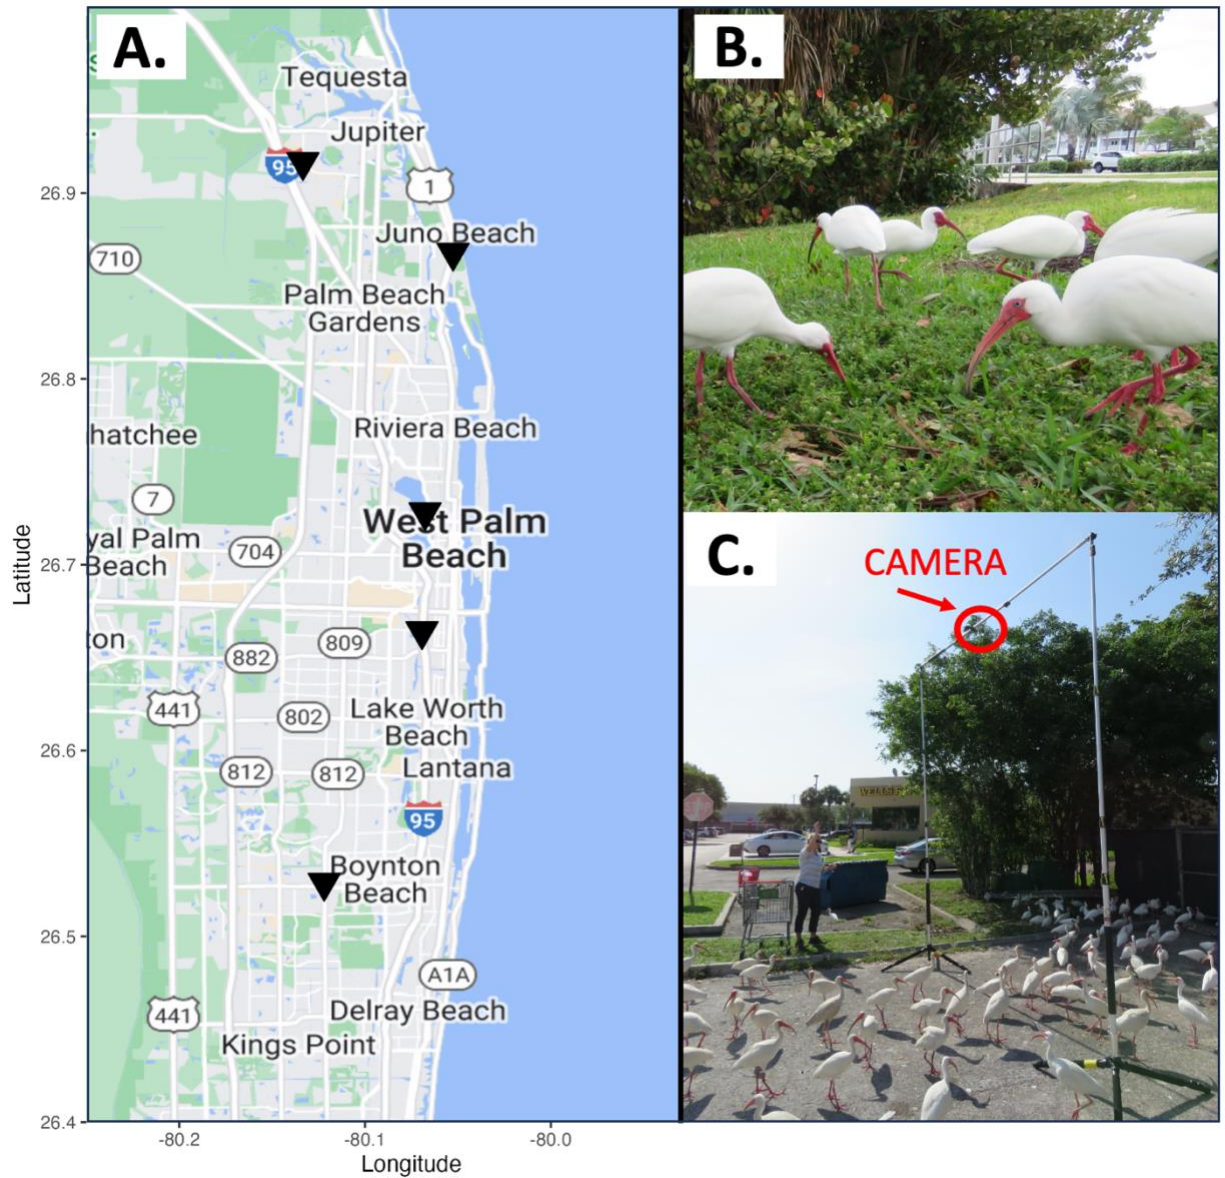 A.
Tequesta
Jupiter
95
1
Juno Beach
710
Palm Beach
Gardens
hatchee
Riviera Beach
7
West Palm
Beach
yal Palm
Beach
704
ton
809
882
441
802
Lake Worth
Beach
812
812
Lantana
95
Boynton
Beach
A1A
Delray Beach
441
Kings Point
26.9
26.8
26.7
26.6
26.5
26.4
Latitude
-80.2
-80.1
-80.0
Longitude
B.
C.
CAMERA